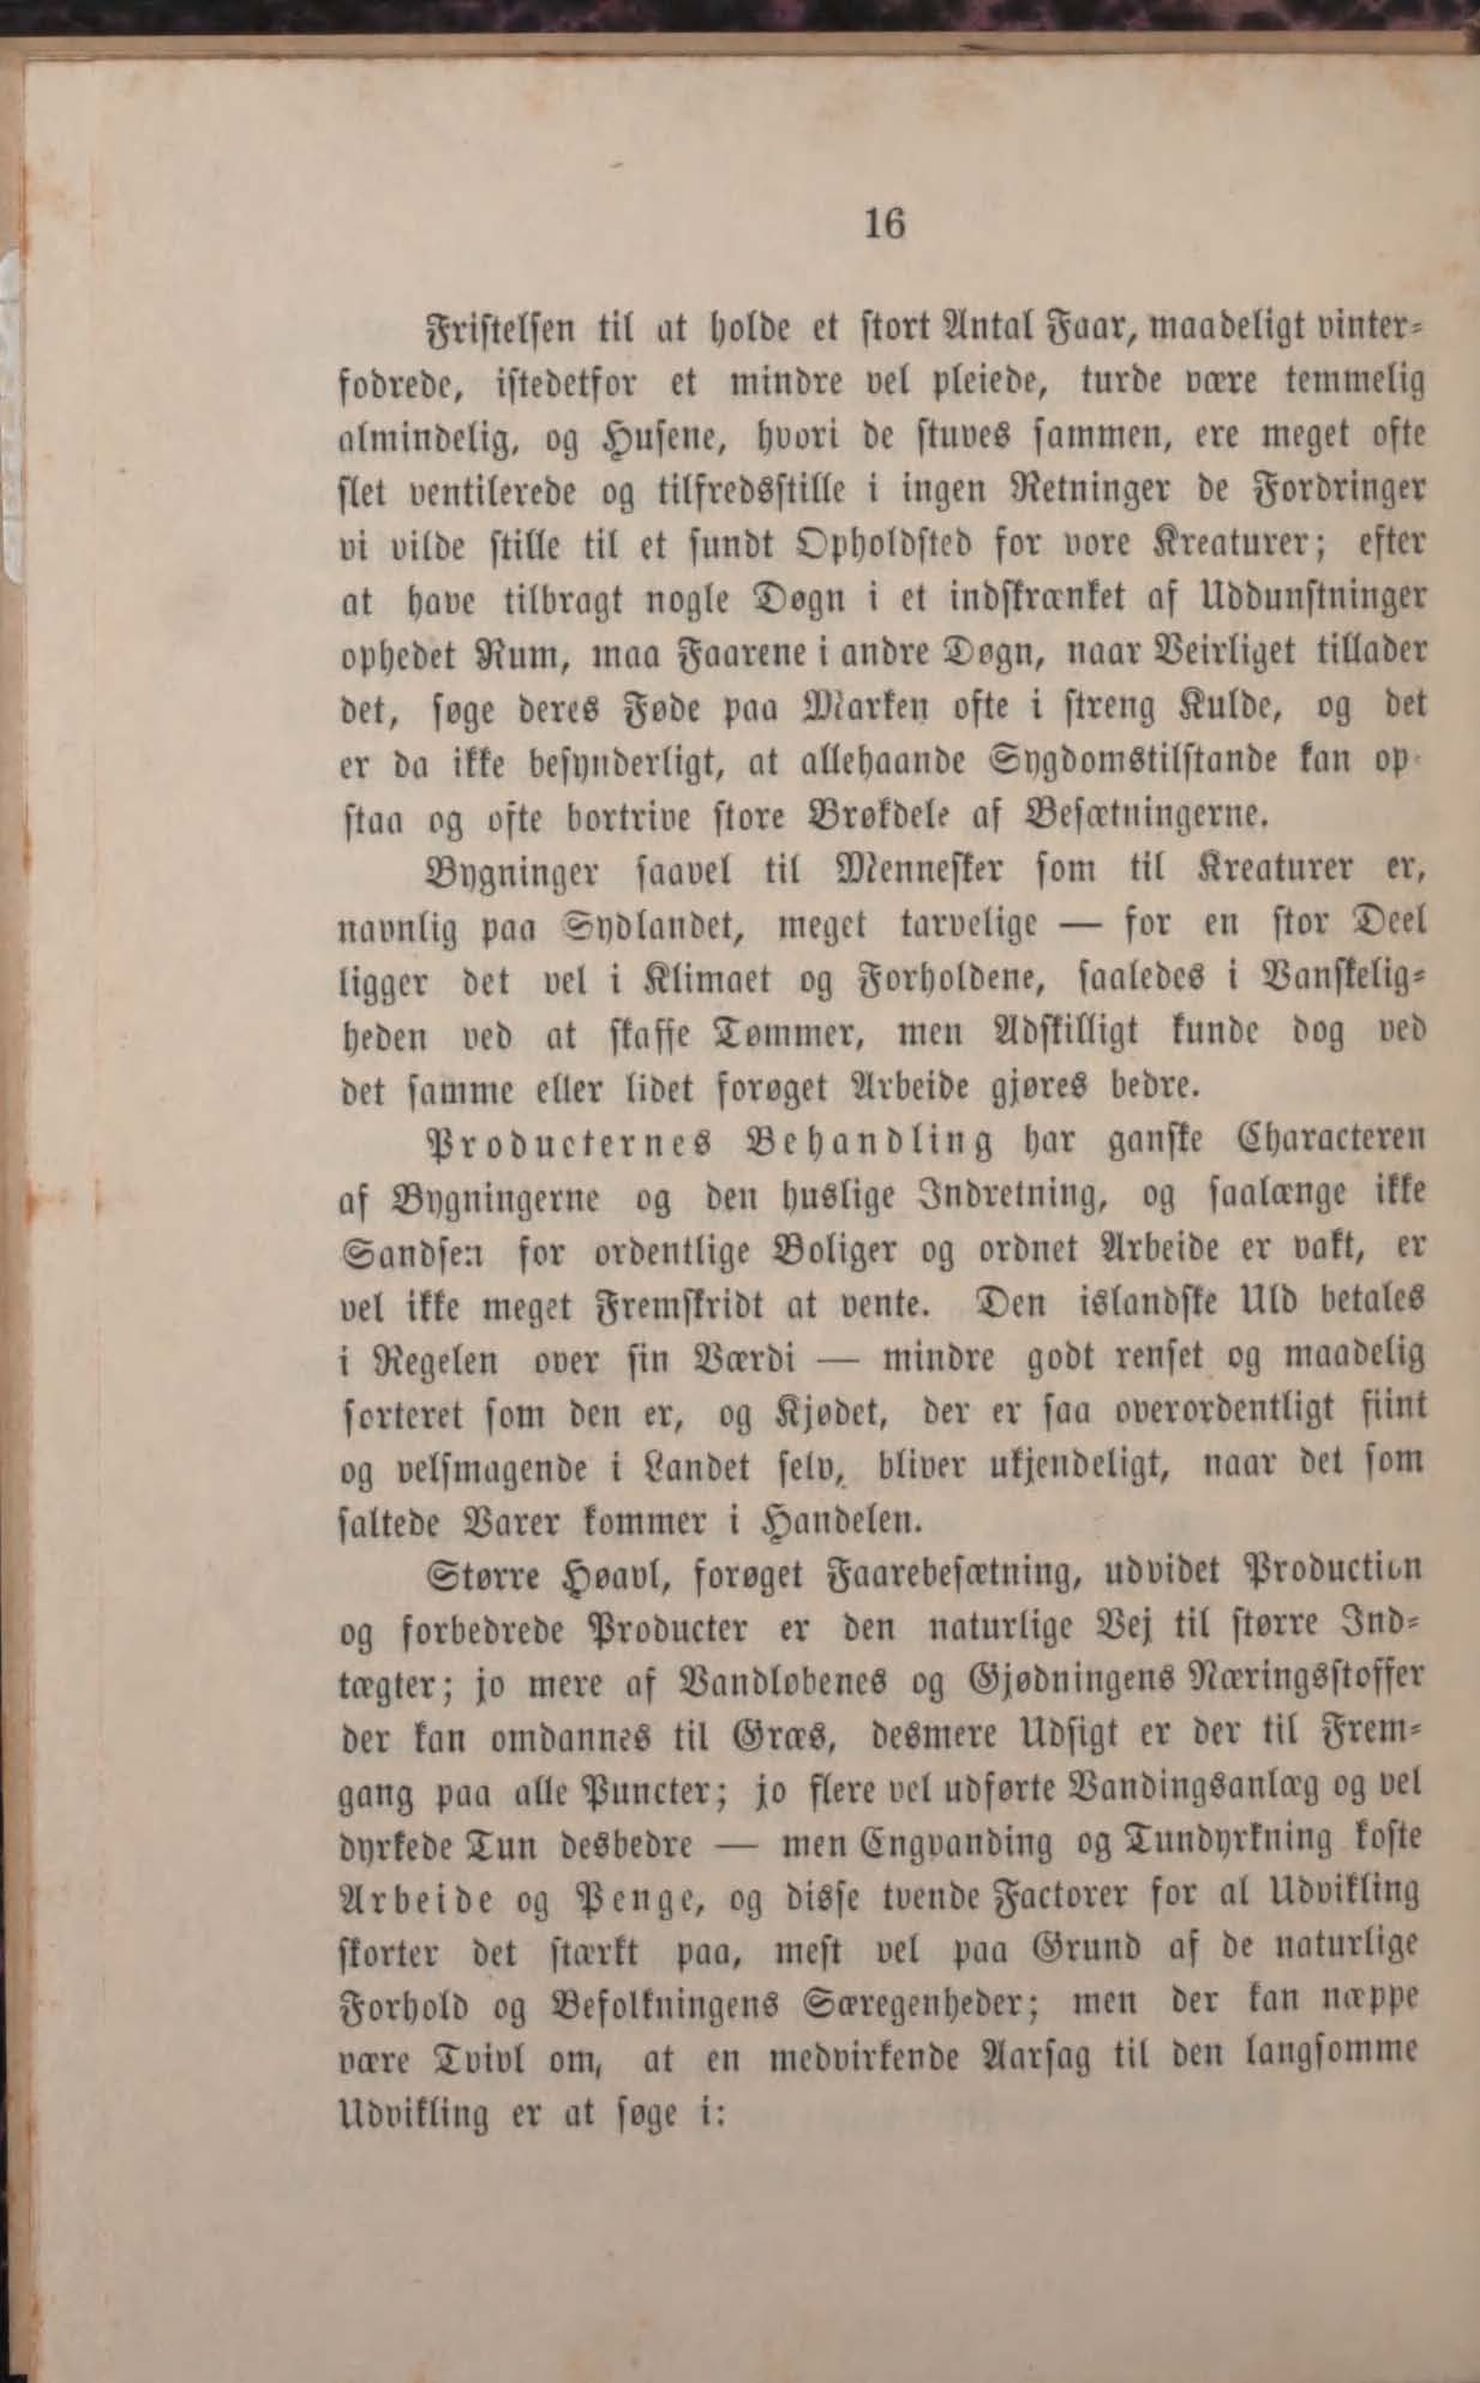 16
Fristelsen til at holde et stort Antal Faar, maadeligt vinter-
fodrede, istedetfor et mindre vel pleiede, turde være temmelig
almindelig, og Husene, hvori de stuves sammen, ere meget ofte
slet ventilerede og tilfredsstille i ingen Retninger de Fordringer
vi vilde stille til et sundt Opholdsted for vore Kreaturer; efter
at have tilbragt nogle Døgn i et indskrænket af Uddunstninger
ophedet Rum, maa Faarene i andre Døgn, naar Veirliget tillader
det, søge deres Føde paa Marken ofte i streng Kulde, og det
er da ikke besynderligt, at allehaande Sygdomstilstande kan op-
staa og ofte bortrive store Brøkdele af Besætningerne.
Bygninger saavel til Mennesker som til Kreaturer er,
navnlig paa Sydlandet, meget tarvelige — for en stor Deel
ligger det vel i Klimaet og Forholdene, saaledes i Vanskelig-
heden ved at skaffe Tømmer, men Adskilligt kunde dog ved
det samme eller lidet forøget Arbeide gjøres bedre.
Producternes Behandling har ganske Characteren
af Bygningerne og den huslige Indretning, og saalænge ikke
Sandsen for ordentlige Boliger og ordnet Arbeide er vakt, er
vel ikke meget Fremskridt at vente. Den islandske Uld betales
i Regelen over sin Værdi — mindre godt renset og maadelig
sorteret som den er, og Kjødet, der er saa overordentligt fiint
og velsmagende i Landet selv, bliver ukjendeligt, naar det som
saltede Varer kommer i Handelen.
Større Høavl, forøget Faarebesætning, udvidet Production
og forbedrede Producter er den naturlige Vej til større Ind-
tægter; jo mere af Vandløbenes og Gjødningens Næringsstoffer
der kan omdannes til Græs, desmere Udsigt er der til Frem-
gang paa alle Puncter; jo flere vel udførte Vandingsanlæg og vel
dyrkede Tun desbedre — men Engvanding og Tundyrkning koste
Arbeide og Penge, og disse tvende Factorer for al Udvikling
skorter det stærkt paa, mest vel paa Grund af de naturlige
Forhold og Befolkningens Særegenheder; men der kan næppe
være Tvivl om, at en medvirkende Aarsag til den langsomme
Udvikling er at søge i: